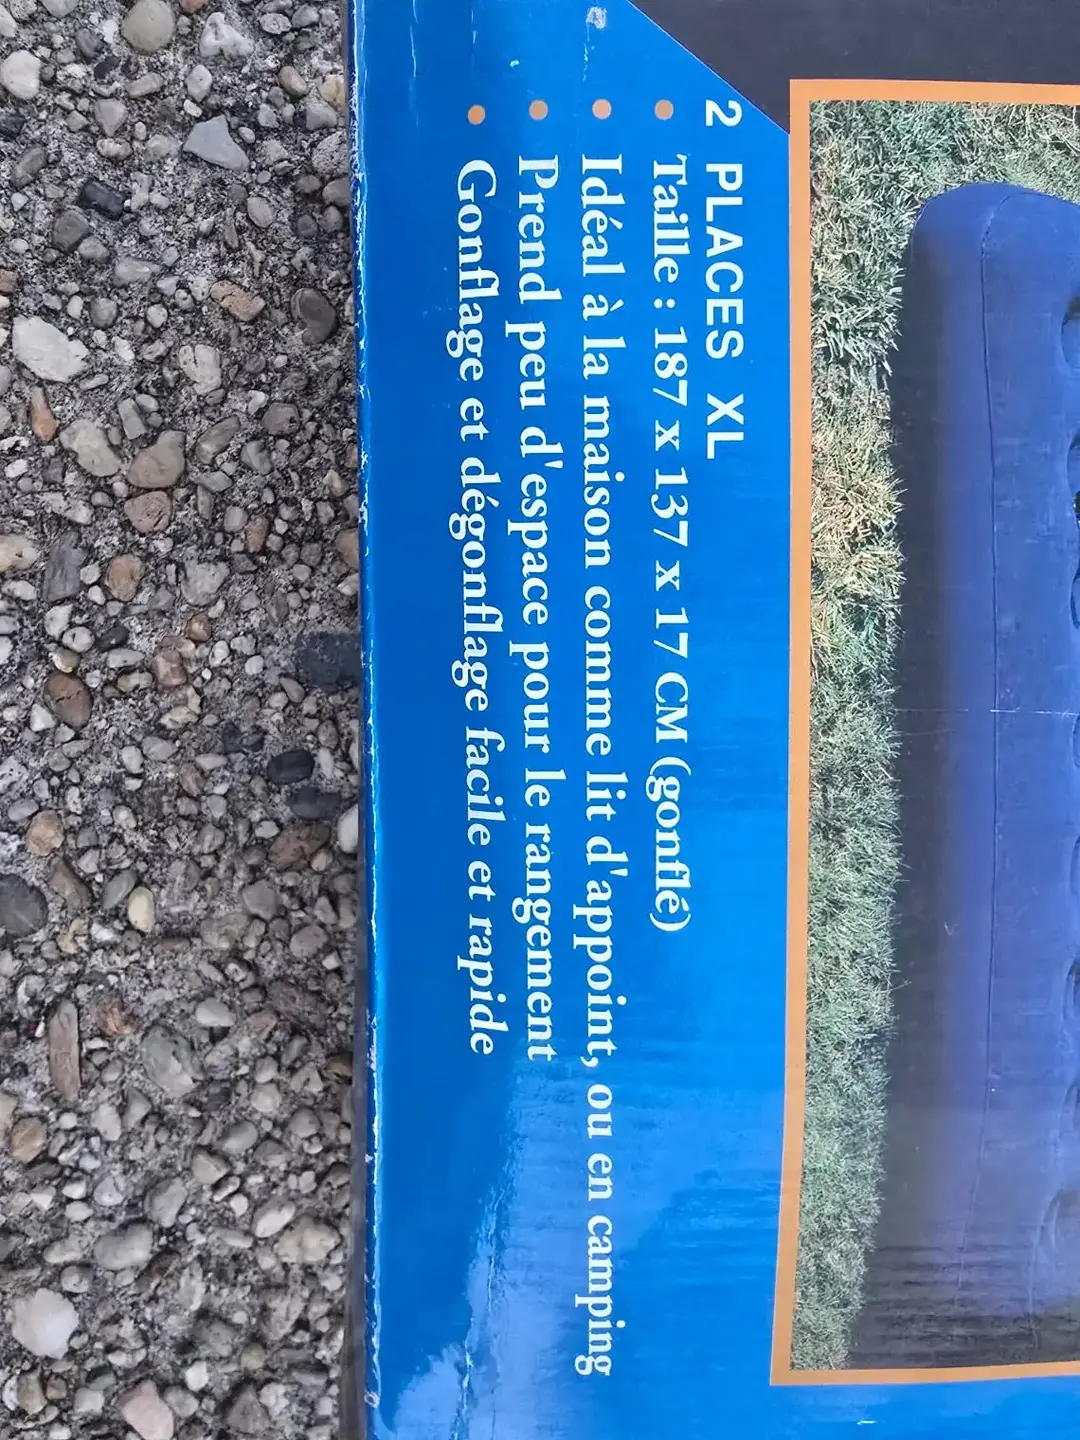 2 PLACES XL
• Taille : 187 x 137 x 17 CM (gonflé)
• Idéal à la maison comme lit d'appoint, ou en camping
• Prend peu d'espace pour le rangement
• Gonflage et dégonflage facile et rapide